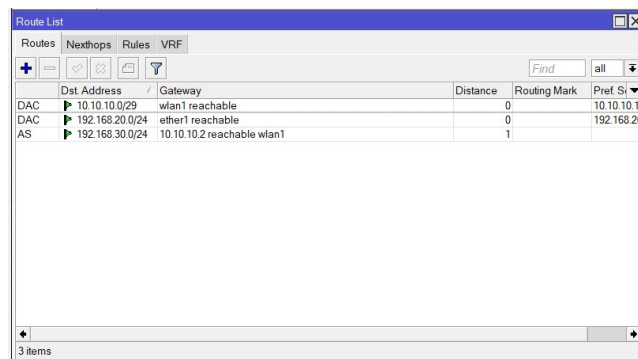 Route List
Routes Nexthops Rules VRF
Find all
Dst. Address Gateway Distance Routing Mark Pref. S
DAC 10.10.10.0/29 wlan1 reachable 0 10.10.10.1
DAC 192.168.20.0/24 ether1 reachable 0 192.168.20
AS 192.168.30.0/24 10.10.10.2 reachable wlan1 1
3 items